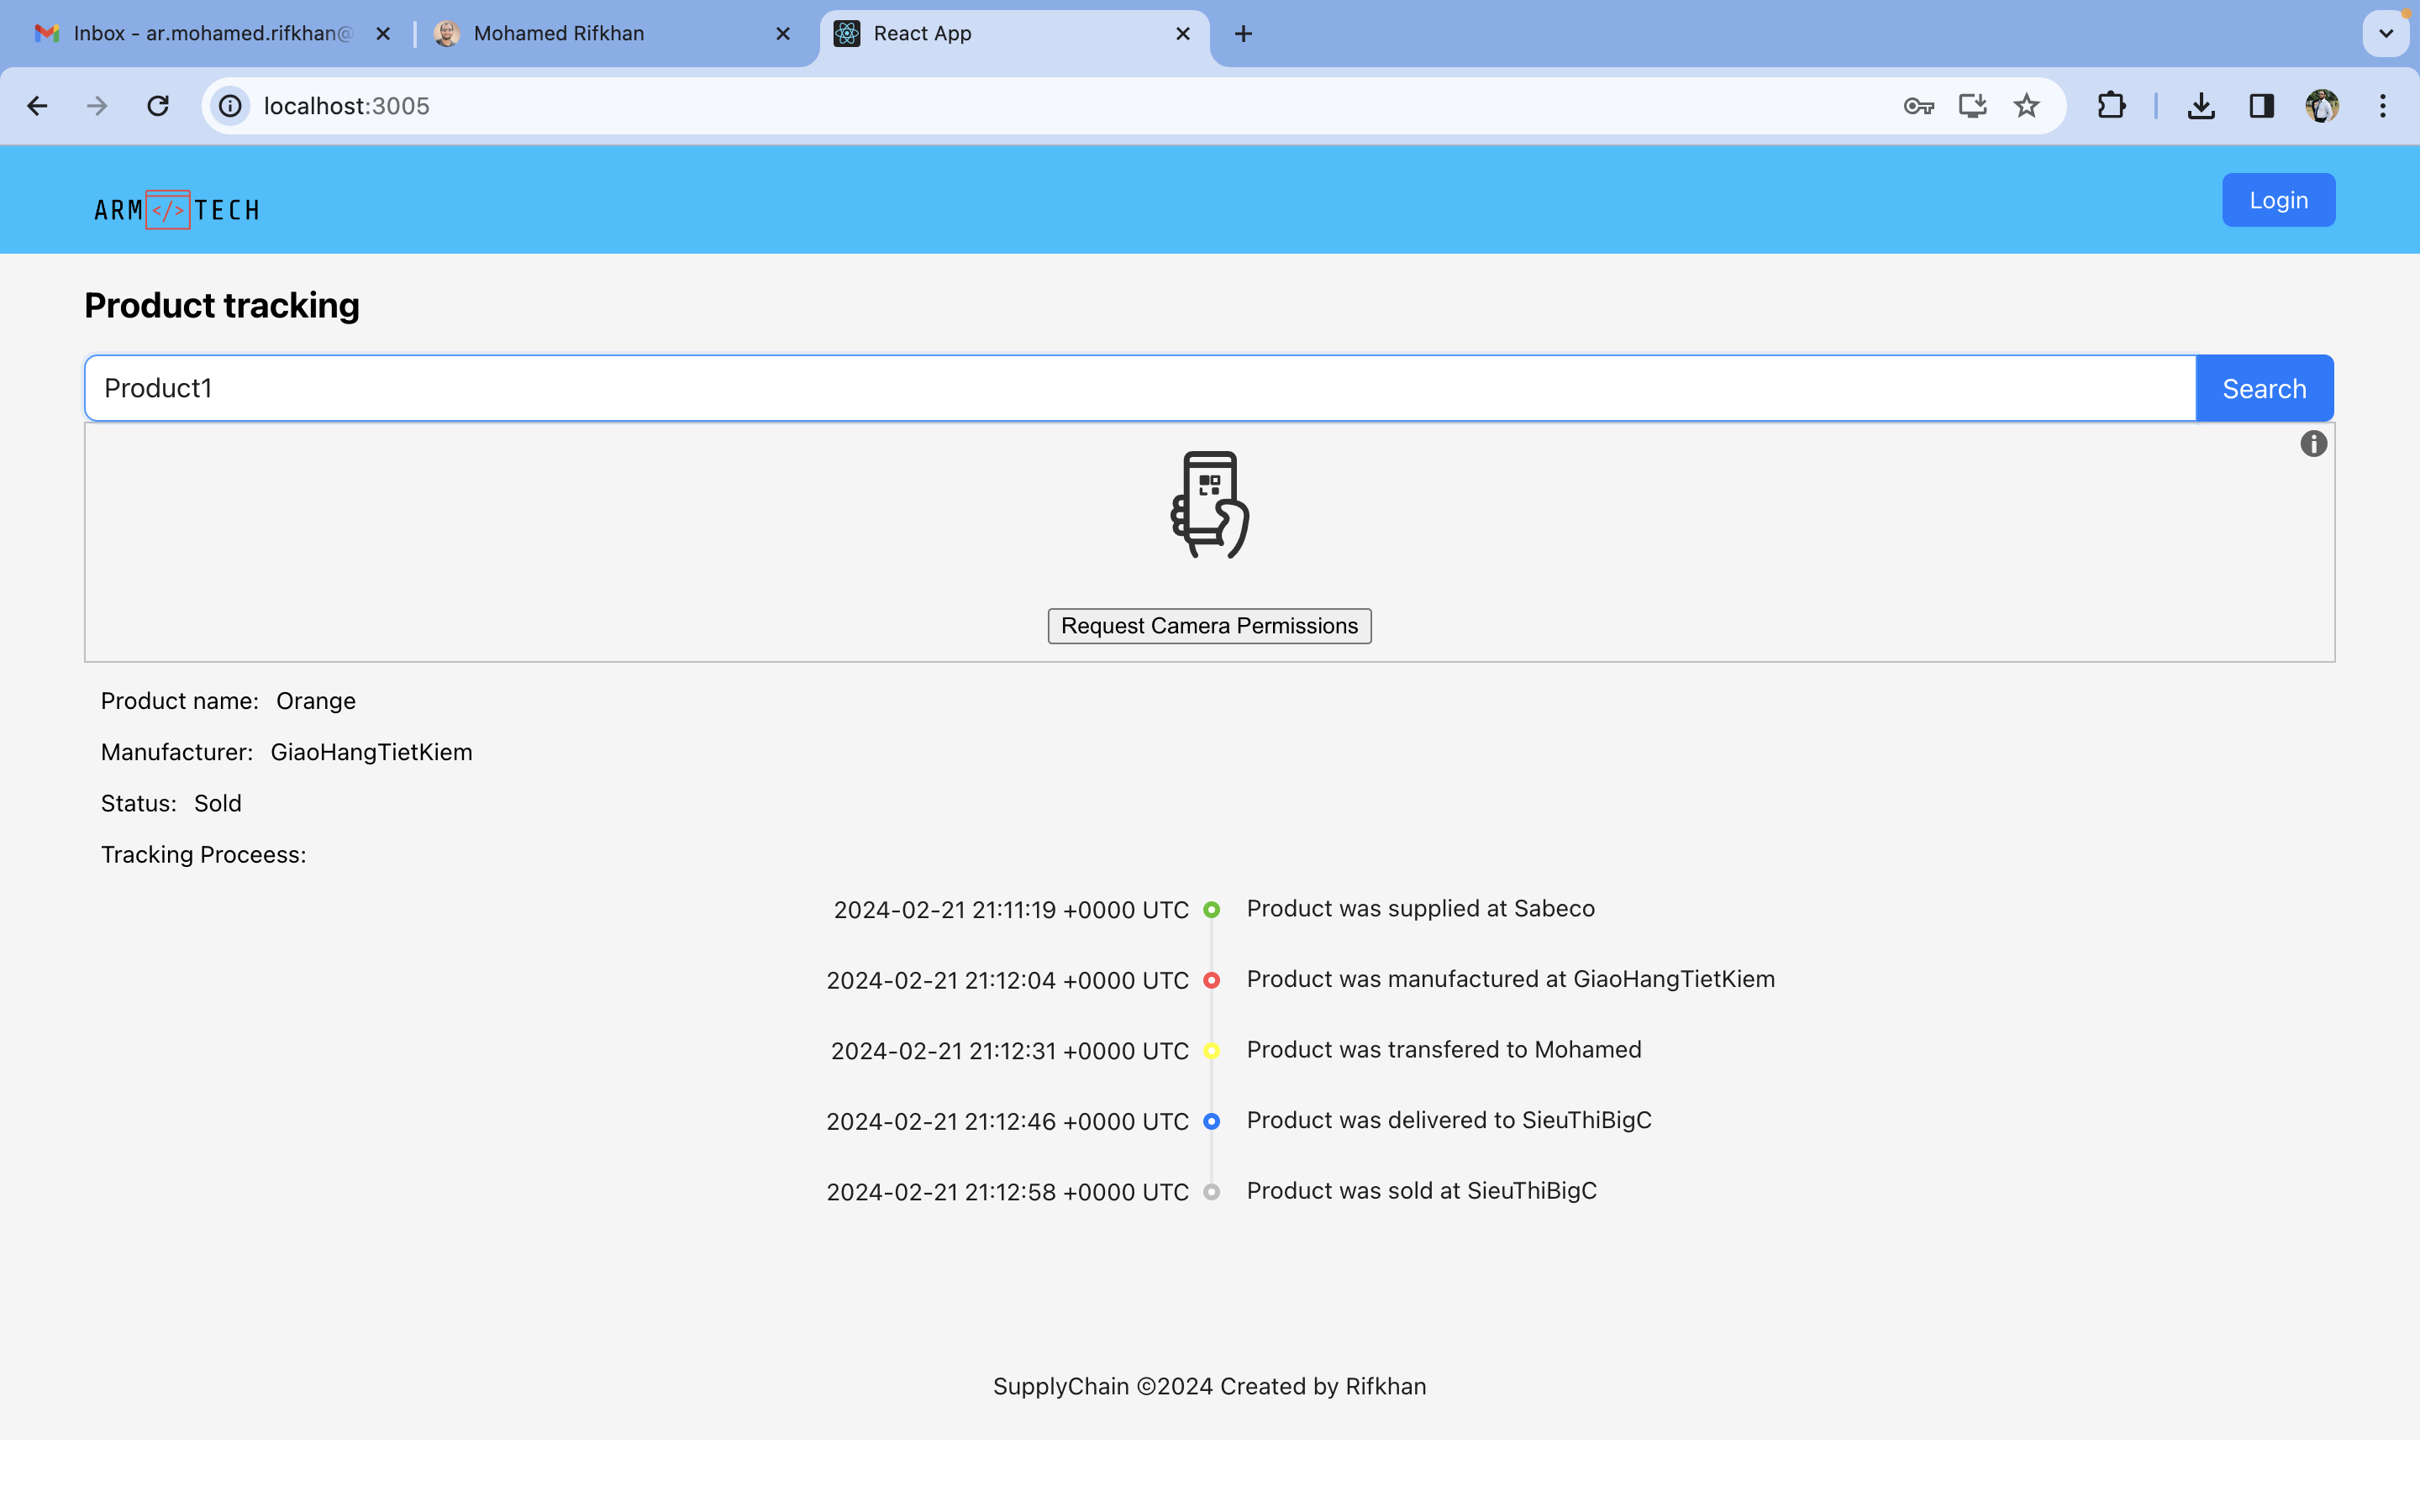 Inbox - ar.mohamed.rifkhan@
Mohamed Rifkhan
React App
localhost:3005
ARM </> TECH
Login
Product tracking
Product1
Search
Request Camera Permissions
Product name: Orange
Manufacturer: GiaoHangTietKiem
Status: Sold
Tracking Proceess:
2024-02-21 21:11:19 +0000 UTC Product was supplied at Sabeco
2024-02-21 21:12:04 +0000 UTC Product was manufactured at GiaoHangTietKiem
2024-02-21 21:12:31 +0000 UTC Product was transfered to Mohamed
2024-02-21 21:12:46 +0000 UTC Product was delivered to SieuThiBigC
2024-02-21 21:12:58 +0000 UTC Product was sold at SieuThiBigC
SupplyChain ©2024 Created by Rifkhan